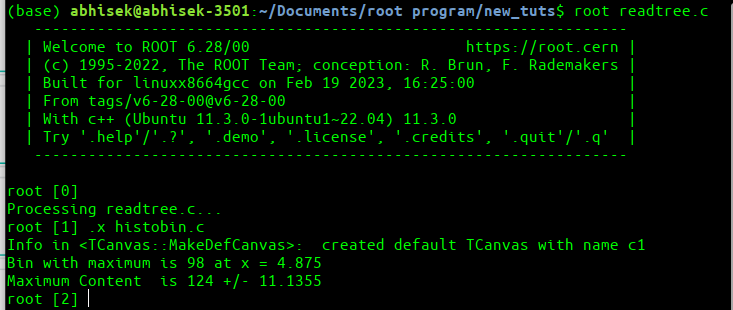 (base) abhisek@abhisek-3501:~/Documents/root program/new_tuts$ root readtree.c
   ------------------------------------------------------------------
  | Welcome to ROOT 6.28/00                        https://root.cern |
  | (c) 1995-2022, The ROOT Team; conception: R. Brun, F. Rademakers |
  | Built for linuxx8664gcc on Feb 19 2023, 16:25:00                 |
  | From tags/v6-28-00@v6-28-00                                      |
  | With c++ (Ubuntu 11.3.0-1ubuntu1~22.04) 11.3.0                   |
  | Try '.help'/'.?', '.demo', '.license', '.credits', '.quit'/'.q'  |
   ------------------------------------------------------------------
root [0]
Processing readtree.c...
root [1] .x histobin.c
Info in <TCanvas::MakeDefCanvas>:  created default TCanvas with name c1
Bin with maximum is 98 at x = 4.875
Maximum Content  is 124 +/- 11.1355
root [2]